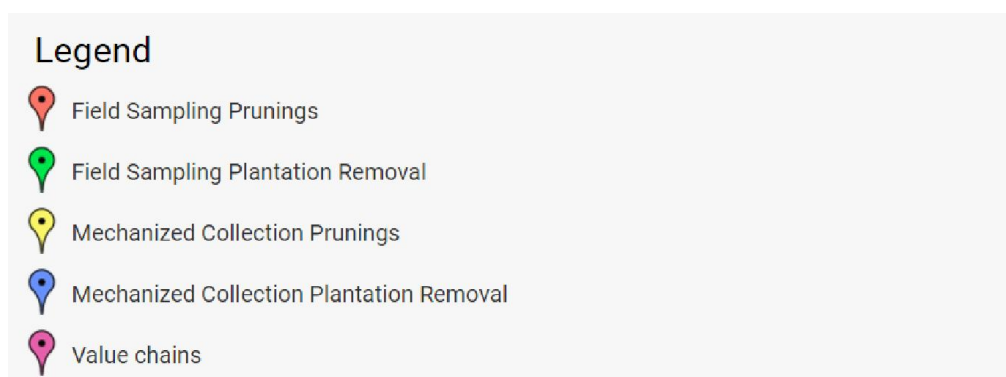 Legend
Field Sampling Prunings
Field Sampling Plantation Removal
Mechanized Collection Prunings
Mechanized Collection Plantation Removal
Value chains